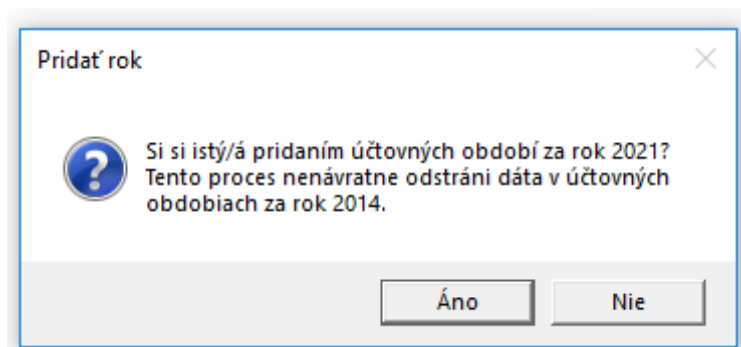 Pridať rok
Si si istý/á pridaním účtovných období za rok 2021?
Tento proces nenávratne odstráni dáta v účtovných
obdobiach za rok 2014.
Áno
Nie